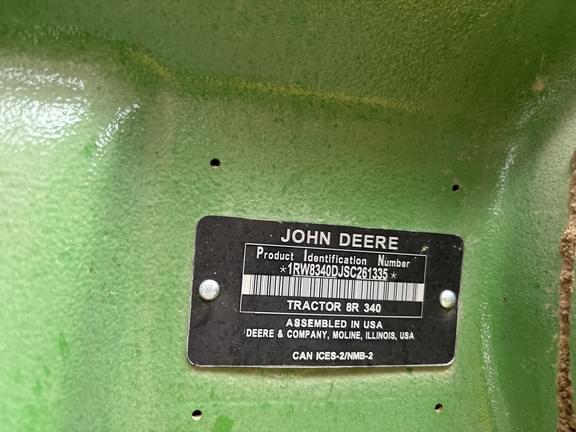 JOHN DEERE
Product Identification Number
*1RW8340DJSC261335*
TRACTOR 8R 340
ASSEMBLED IN USA
DEERE & COMPANY, MOLINE, ILLINOIS, USA
CAN ICES-2/NMB-2